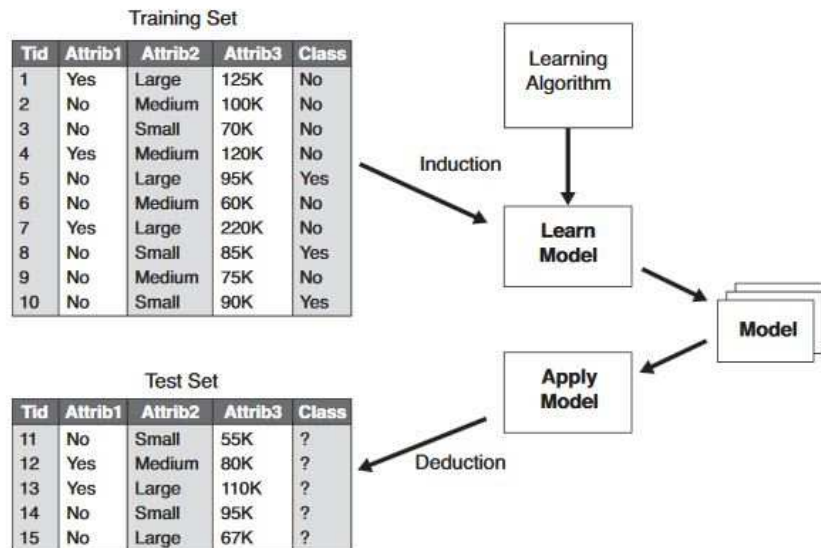 Training Set
Tid Attrib1 Attrib2 Attrib3 Class
1 Yes Large 125K No
2 No Medium 100K No
3 No Small 70K No
4 Yes Medium 120K No
5 No Large 95K Yes
6 No Medium 60K No
7 Yes Large 220K No
8 No Small 85K Yes
9 No Medium 75K No
10 No Small 90K Yes
Learning
Algorithm
Induction
Learn
Model
Model
Apply
Model
Deduction
Test Set
Tid Attrib1 Attrib2 Attrib3 Class
11 No Small 55K ?
12 Yes Medium 80K ?
13 Yes Large 110K ?
14 No Small 95K ?
15 No Large 67K ?